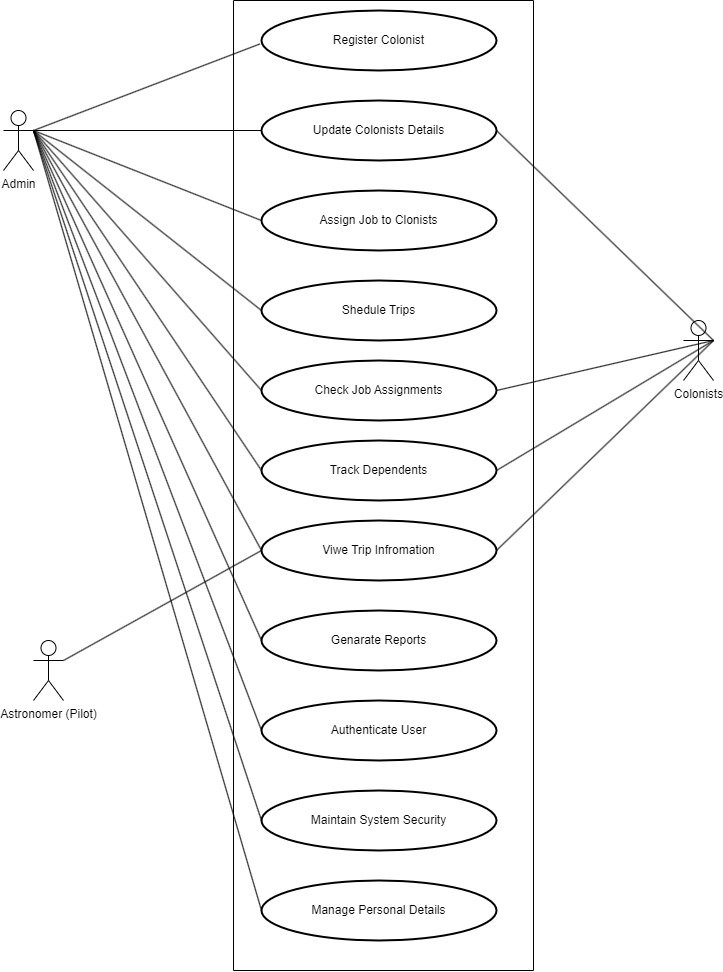 Register Colonist
Update Colonists Details
Admin
Assign Job to Clonists
Shedule Trips
Check Job Assignments
Colonists
Track Dependents
Viwe Trip Infromation
Genarate Reports
Astronomer (Pilot)
Authenticate User
Maintain System Security
Manage Personal Details